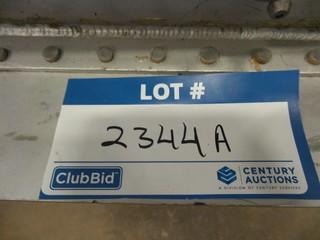 LOT #
2344A
ClubBid
CENTURY
AUCTIONS
A DIVISION OF CENTURY SERVICES